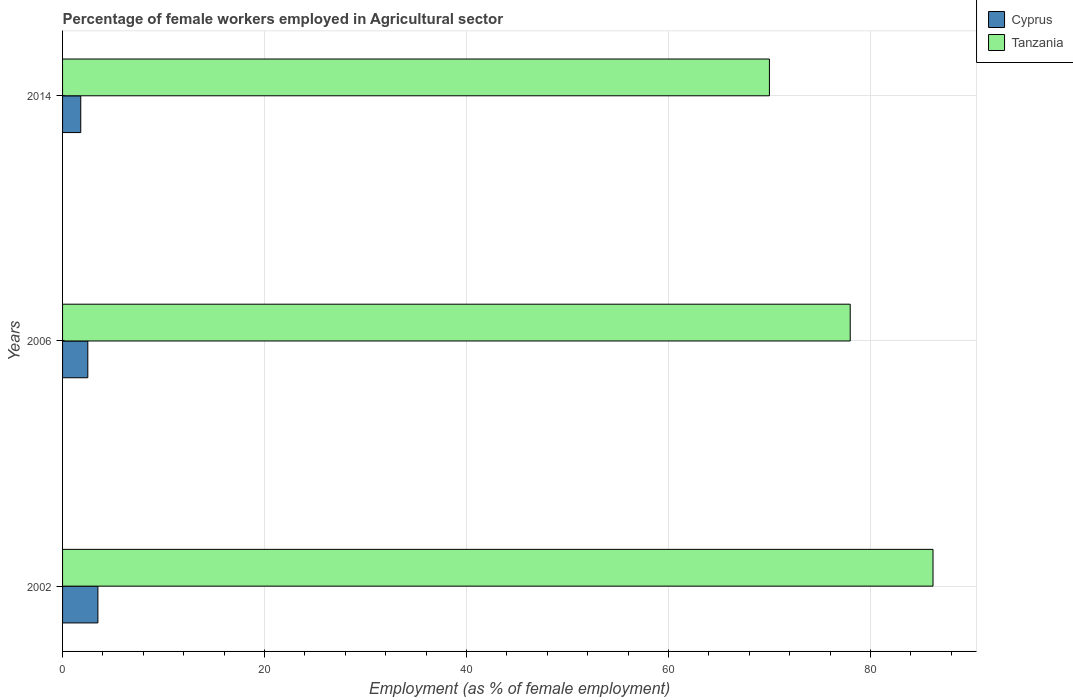 Percentage of female workers employed in Agricultural sector
Cyprus
Tanzania
2014
2006
2002
Years
0
20
40
60
80
Employment (as % of female employment)